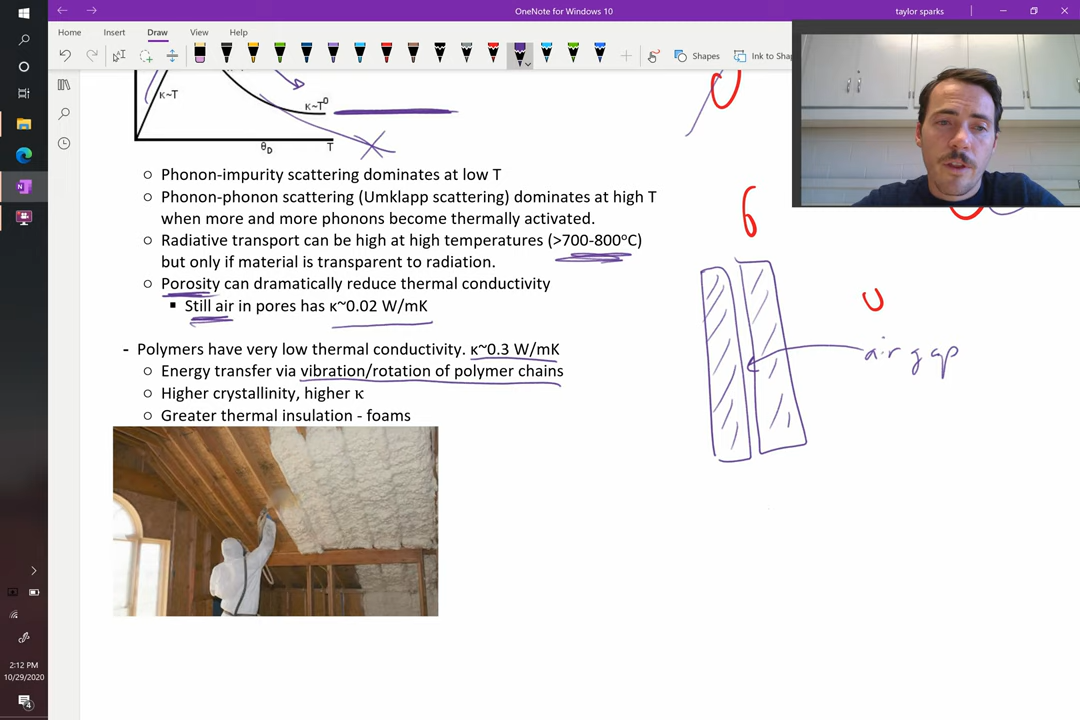 OneNote for Windows 10
taylor sparks
Home
Insert
Draw
View
Help
Shapes
Ink to Shap
κ~T
κ~T⁰
θD
T
○ Phonon-impurity scattering dominates at low T
○ Phonon-phonon scattering (Umklapp scattering) dominates at high T
when more and more phonons become thermally activated.
○ Radiative transport can be high at high temperatures (>700-800°C)
but only if material is transparent to radiation.
○ Porosity can dramatically reduce thermal conductivity
▪ Still air in pores has κ~0.02 W/mK
- Polymers have very low thermal conductivity. κ~0.3 W/mK
○ Energy transfer via vibration/rotation of polymer chains
○ Higher crystallinity, higher κ
○ Greater thermal insulation - foams
6
air gap
2:12 PM
10/29/2020
4